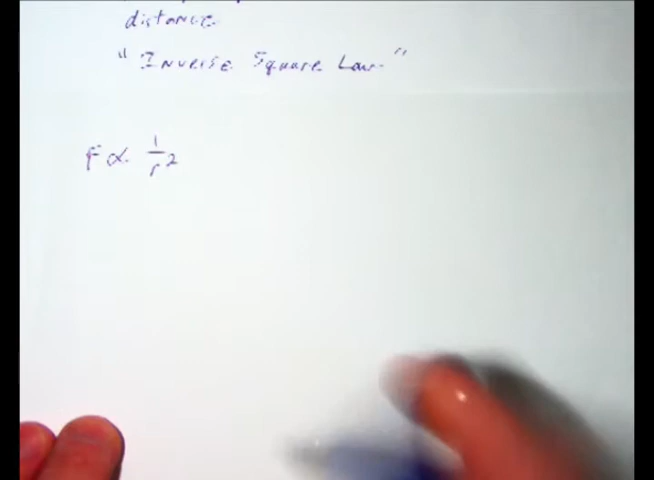 distance
"Inverse Square Law"
F ∝ 1/r²